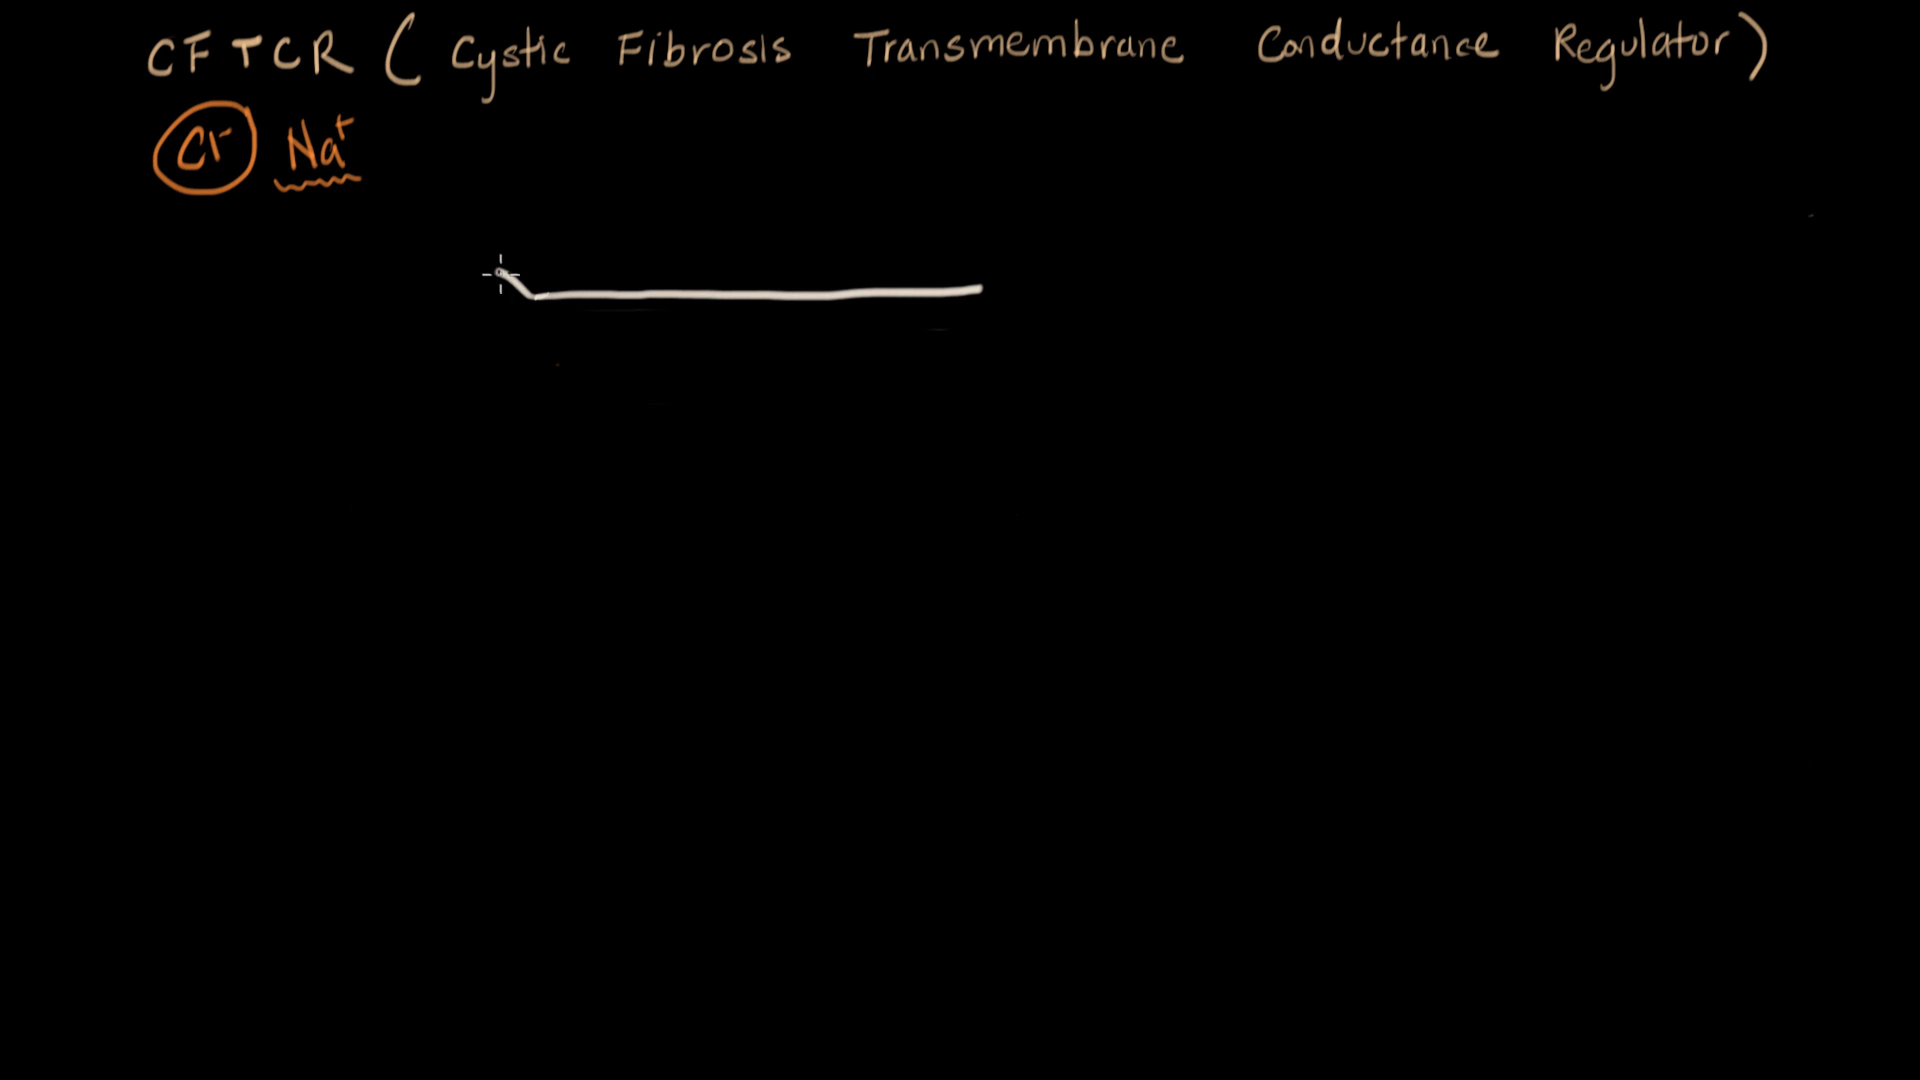 CFTCR (Cystic Fibrosis Transmembrane Conductance Regulator)
Cl⁻ Na⁺